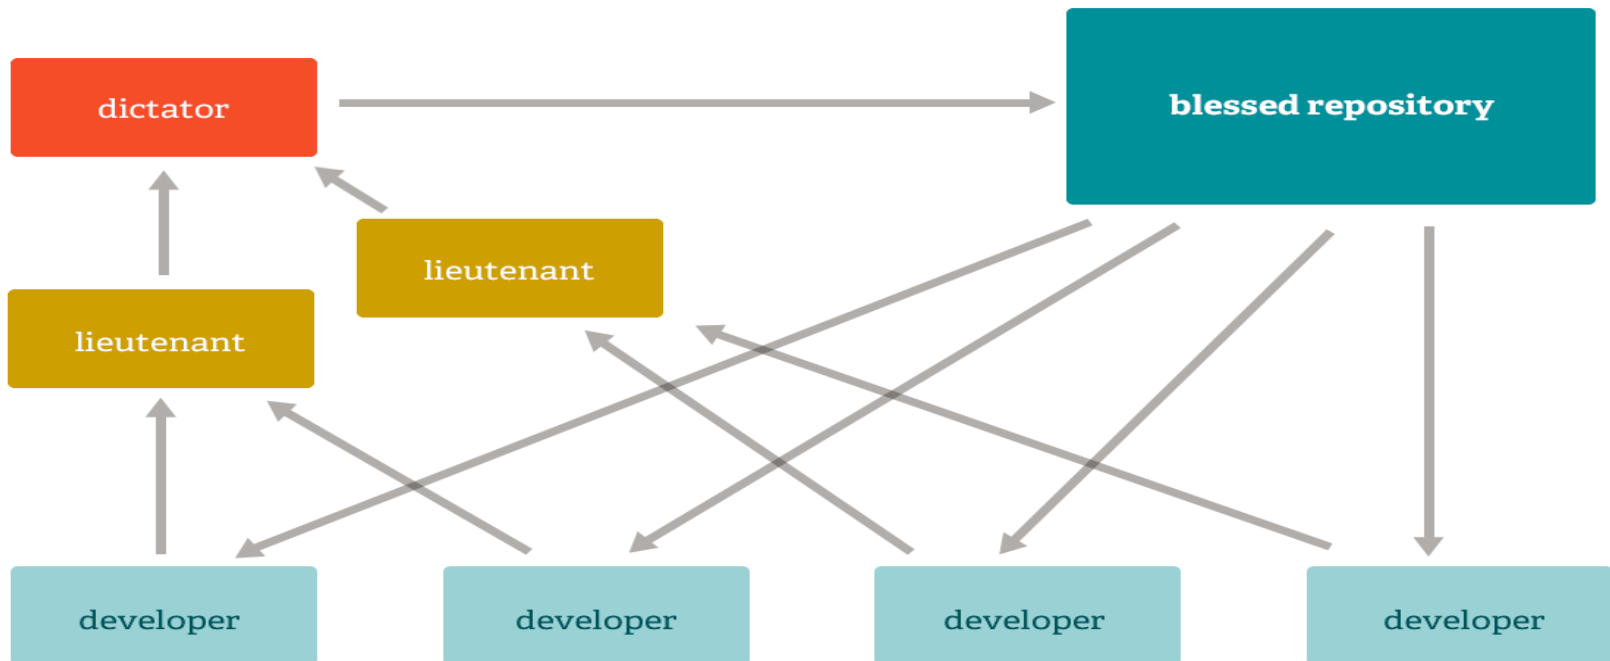 dictator
blessed repository
lieutenant
lieutenant
developer
developer
developer
developer